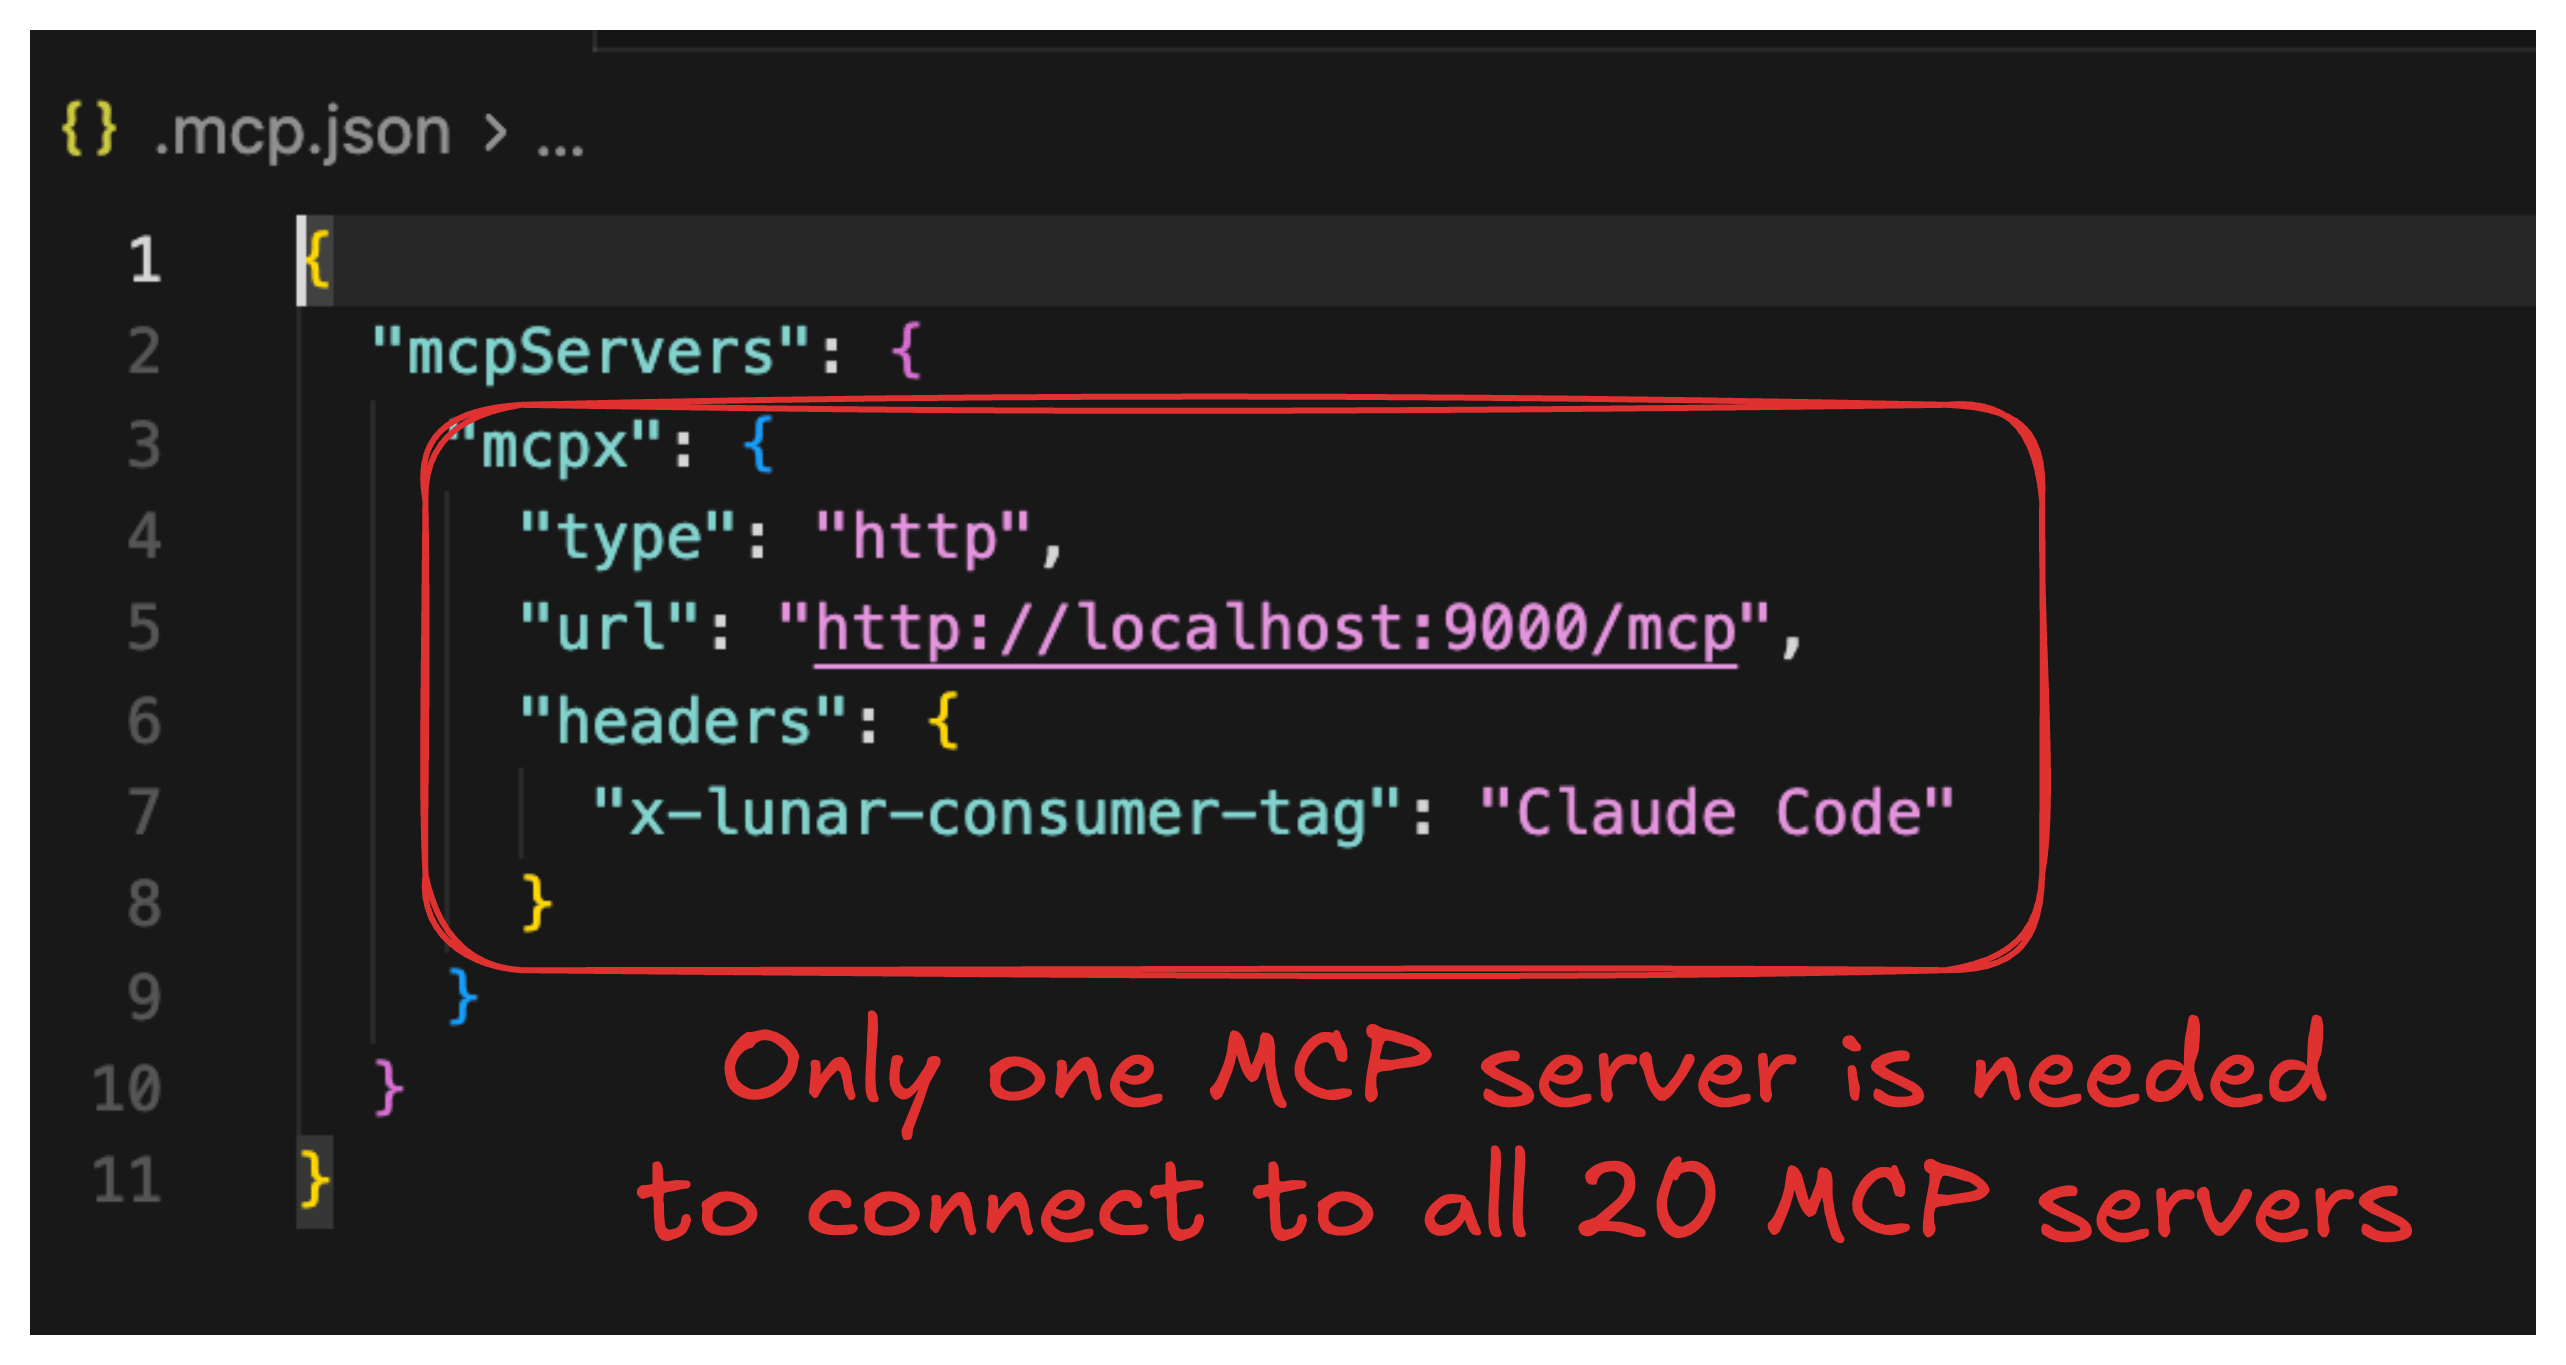 {} .mcp.json > ...
1 {
2 "mcpServers": {
3 "mcpx": {
4 "type": "http",
5 "url": "http://localhost:9000/mcp",
6 "headers": {
7 "x-lunar-consumer-tag": "Claude Code"
8 }
9 }
10 }
11 }
Only one MCP server is needed
to connect to all 20 MCP servers